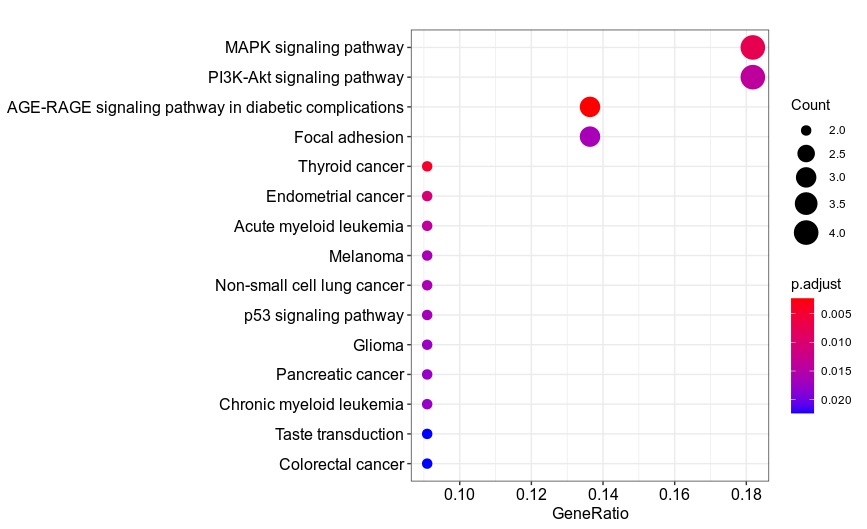 MAPK signaling pathway
PI3K-Akt signaling pathway
AGE-RAGE signaling pathway in diabetic complications
Focal adhesion
Thyroid cancer
Endometrial cancer
Acute myeloid leukemia
Melanoma
Non-small cell lung cancer
p53 signaling pathway
Glioma
Pancreatic cancer
Chronic myeloid leukemia
Taste transduction
Colorectal cancer
0.10 0.12 0.14 0.16 0.18
GeneRatio
Count
2.0
2.5
3.0
3.5
4.0
p.adjust
0.005
0.010
0.015
0.020